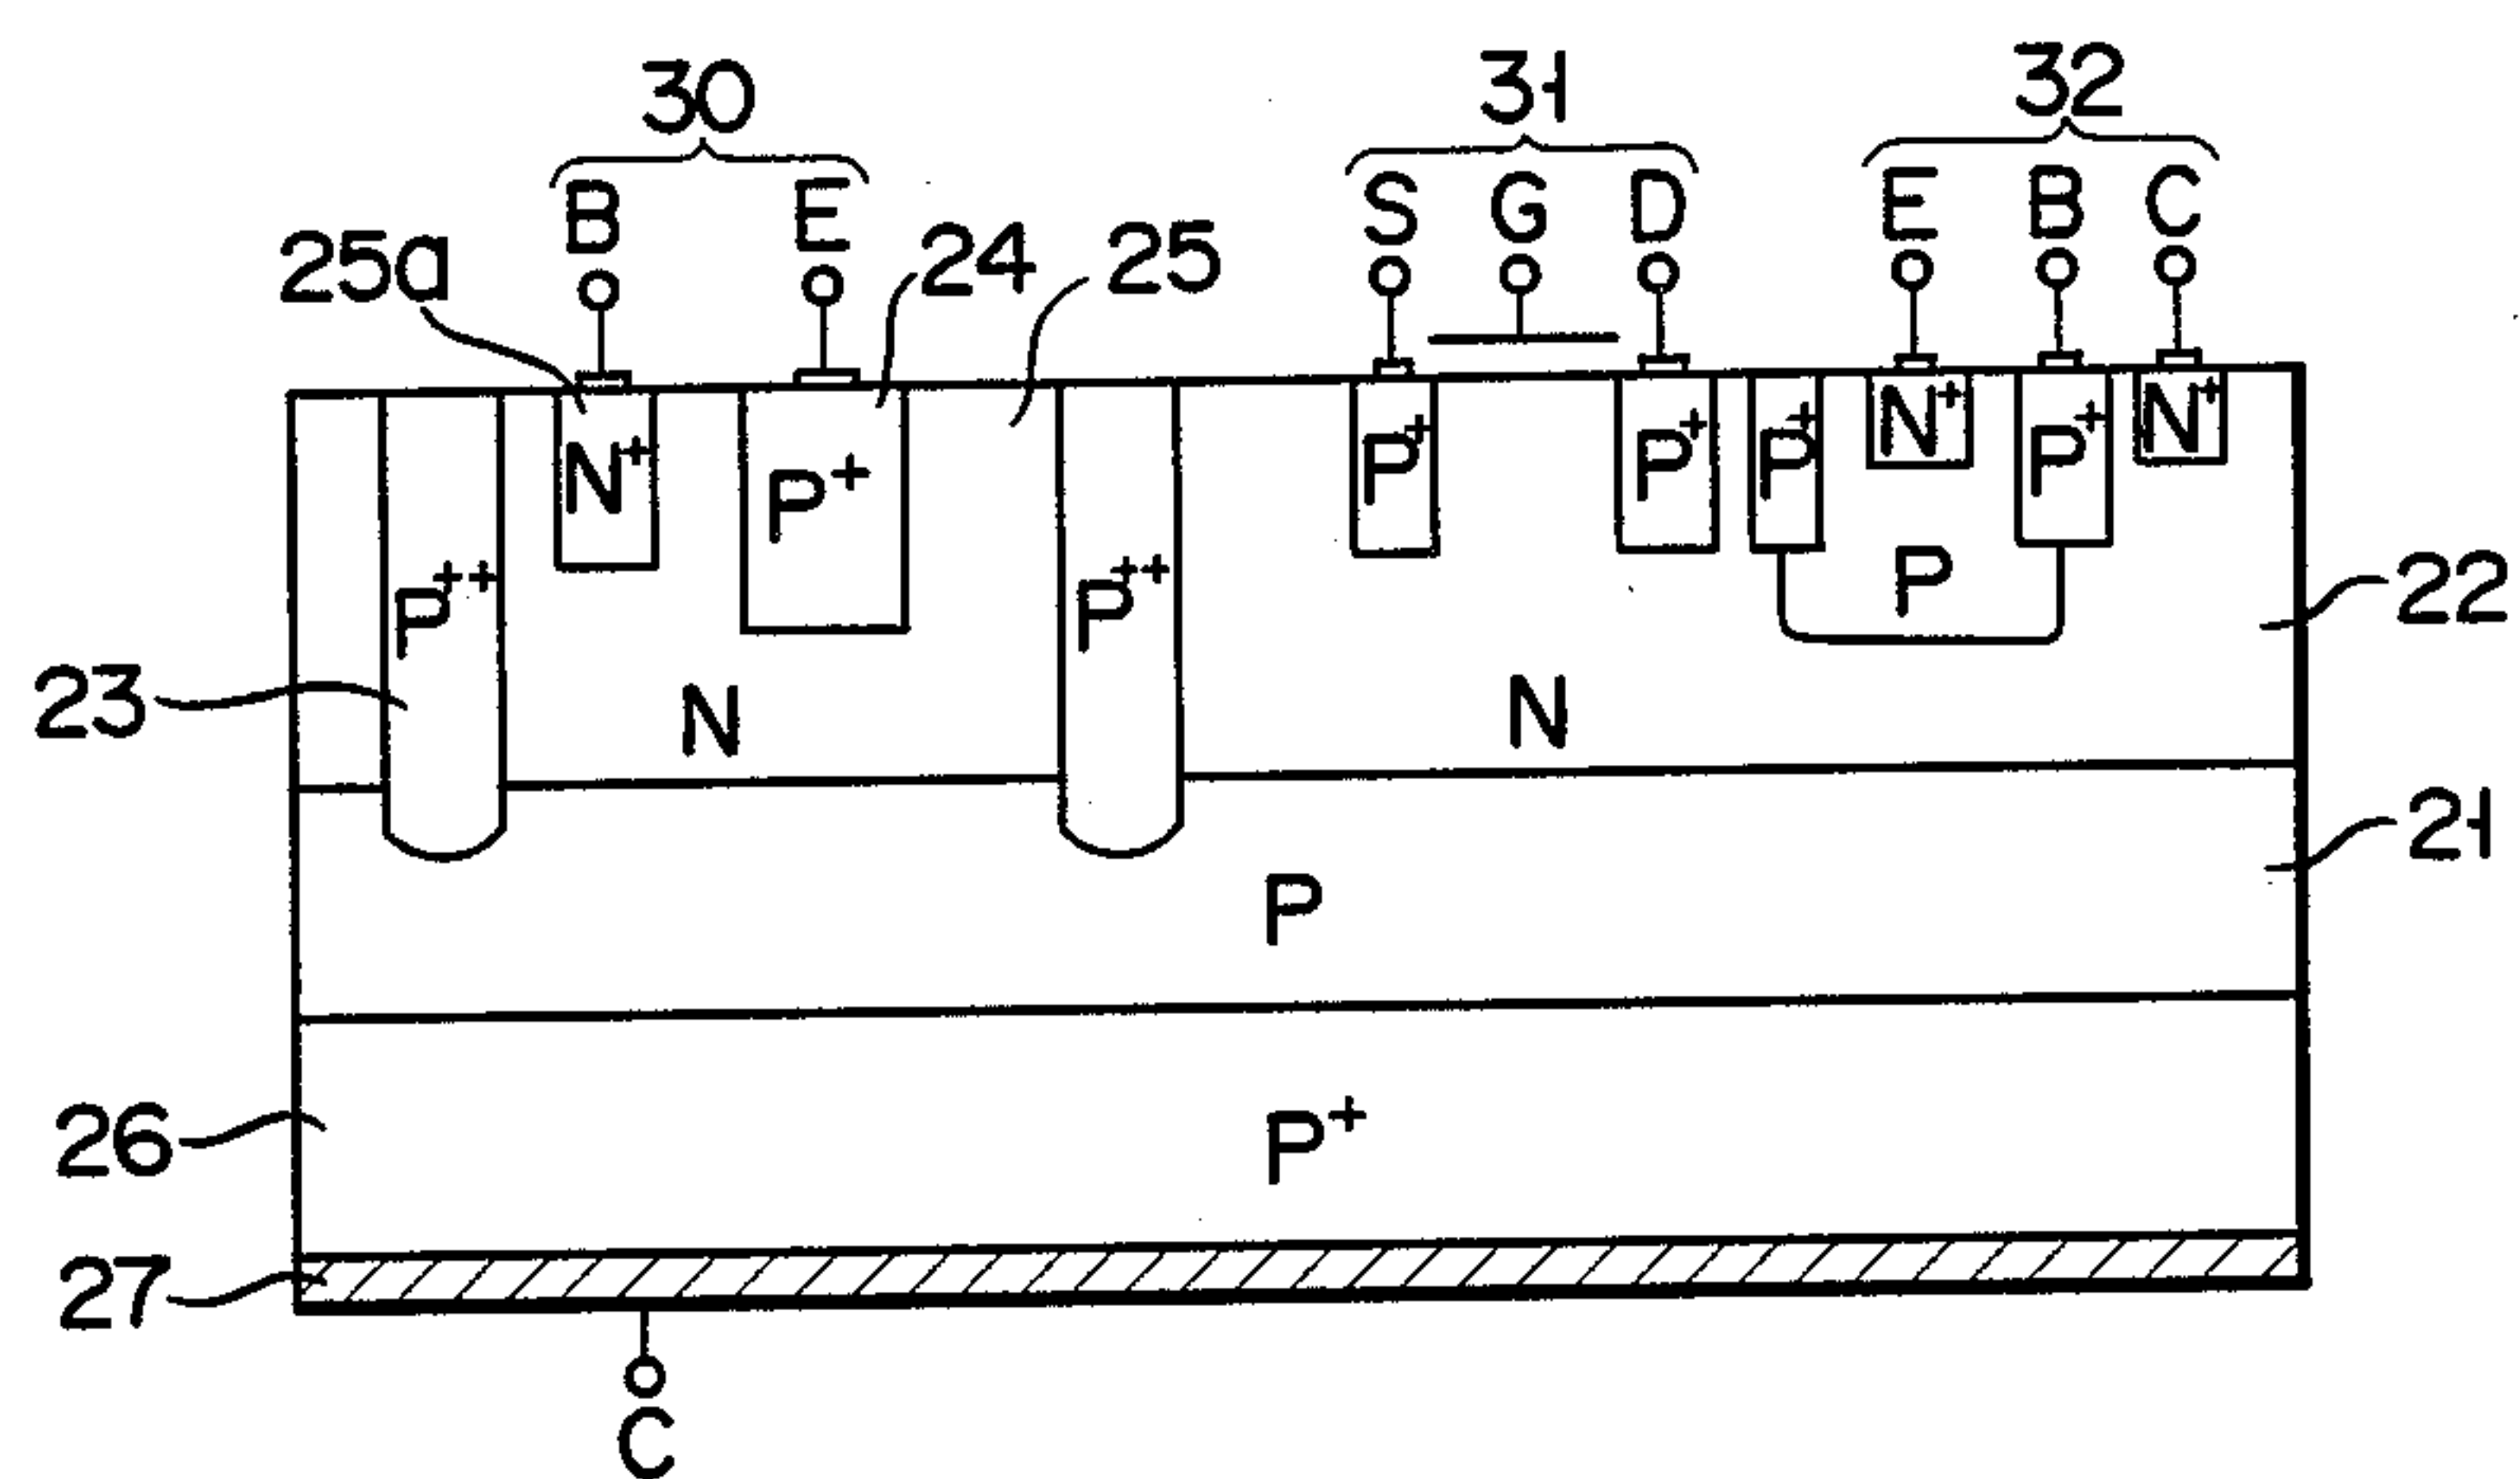 30 31 32
B E S G D E B C
25a 24 25
N+ P+ P+ P+ P+ N+ P+ N+
P++ P++ P 22
23 N N
21
P
26 P+
27
C